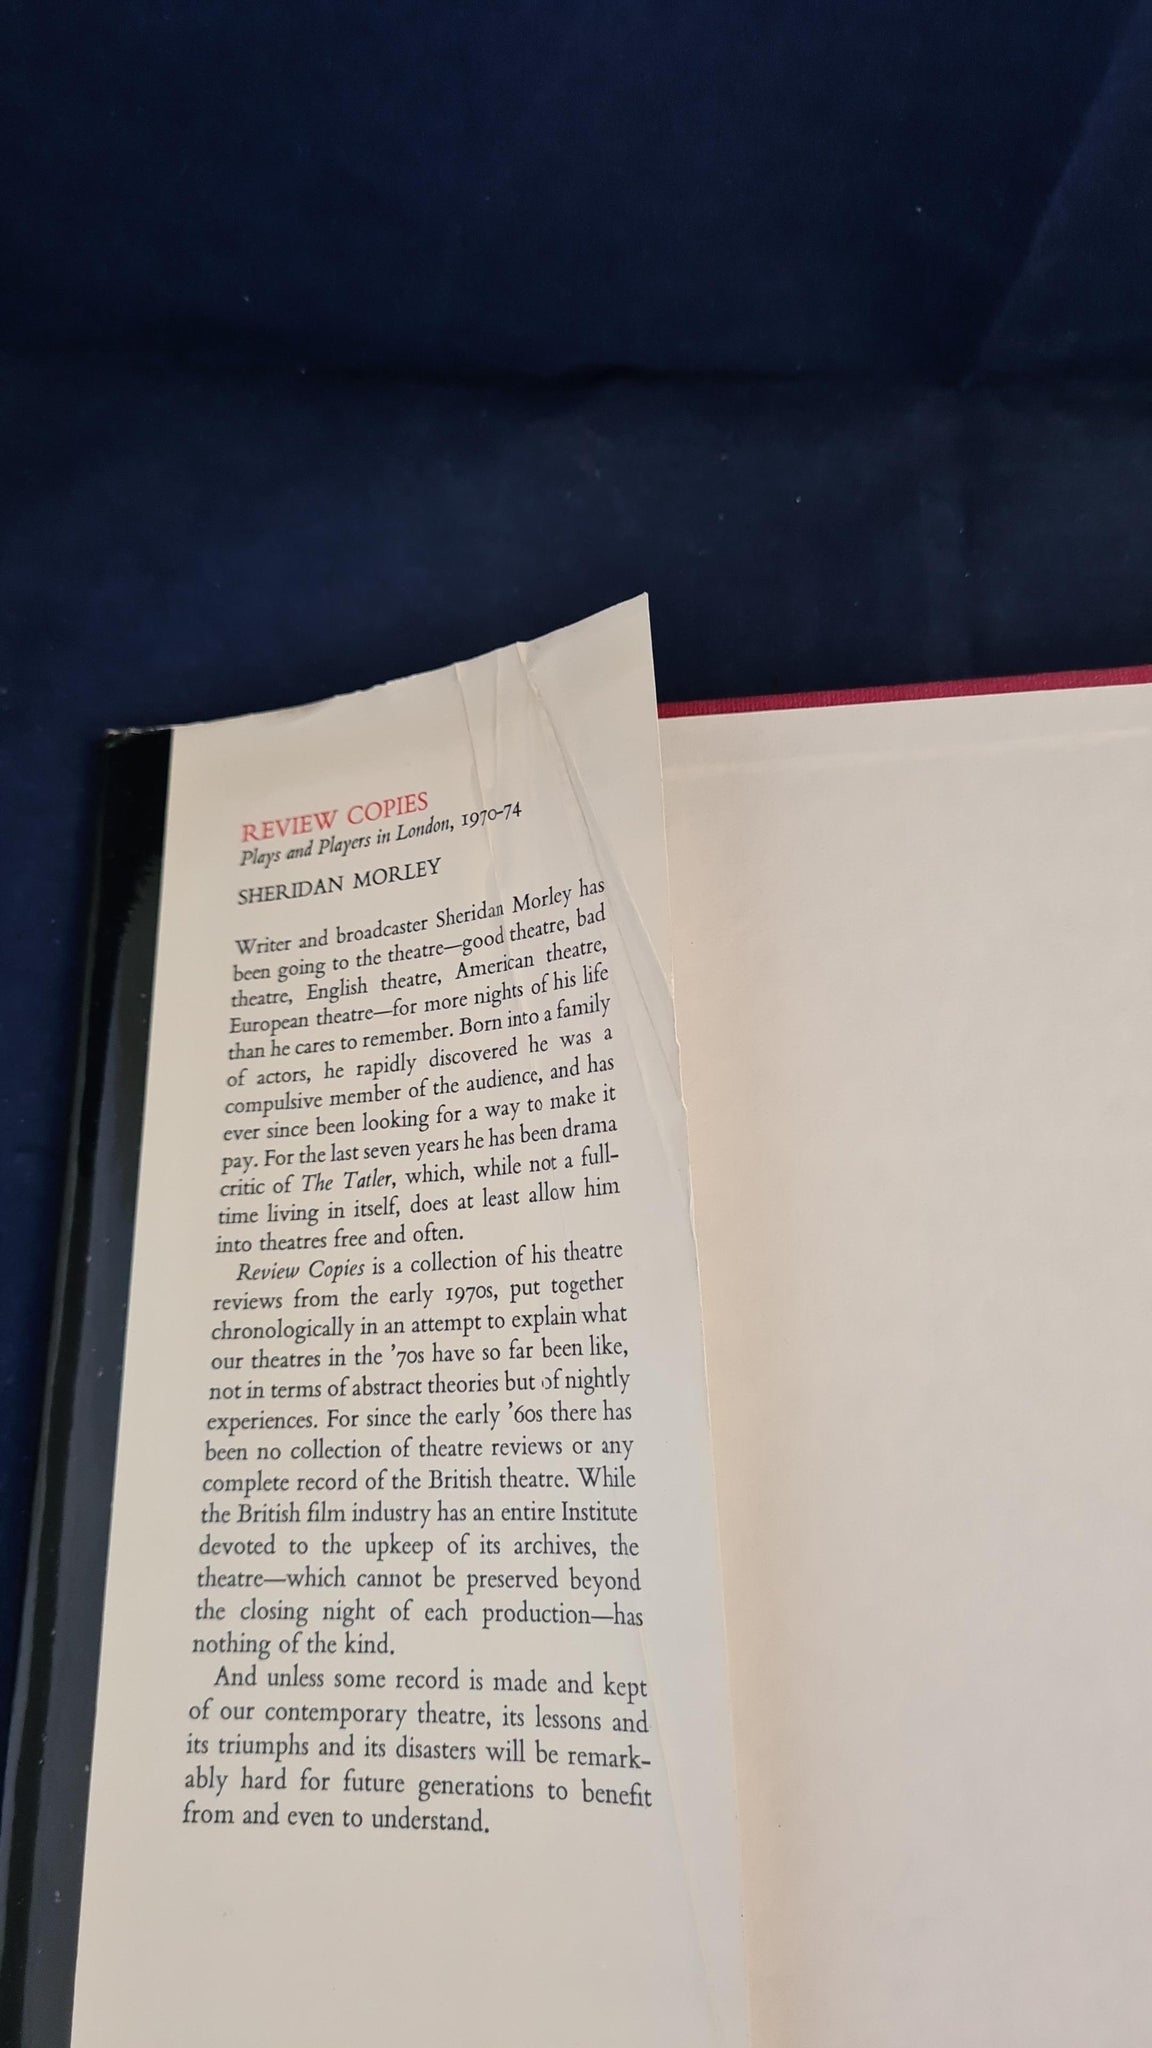 REVIEW COPIES
Plays and Players in London, 1970-74
SHERIDAN MORLEY
Writer and broadcaster Sheridan Morley has
been going to the theatre—good theatre, bad
theatre, English theatre, American theatre,
European theatre—for more nights of his life
than he cares to remember. Born into a family
of actors, he rapidly discovered he was a
compulsive member of the audience, and has
ever since been looking for a way to make it
pay. For the last seven years he has been drama
critic of The Tatler, which, while not a full-
time living in itself, does at least allow him
into theatres free and often.
Review Copies is a collection of his theatre
reviews from the early 1970s, put together
chronologically in an attempt to explain what
our theatres in the '70s have so far been like,
not in terms of abstract theories but of nightly
experiences. For since the early '60s there has
been no collection of theatre reviews or any
complete record of the British theatre. While
the British film industry has an entire Institute
devoted to the upkeep of its archives, the
theatre—which cannot be preserved beyond
the closing night of each production—has
nothing of the kind.
And unless some record is made and kept
of our contemporary theatre, its lessons and
its triumphs and its disasters will be remark-
ably hard for future generations to benefit
from and even to understand.